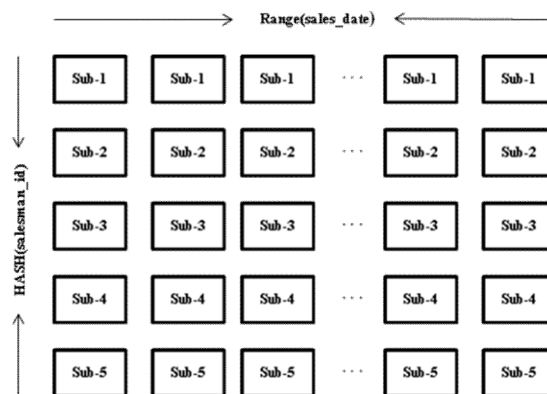 Range(sales_date)
HASH(salesman_id)
Sub-1 Sub-1 Sub-1 ... Sub-1 Sub-1
Sub-2 Sub-2 Sub-2 ... Sub-2 Sub-2
Sub-3 Sub-3 Sub-3 ... Sub-3 Sub-3
Sub-4 Sub-4 Sub-4 ... Sub-4 Sub-4
Sub-5 Sub-5 Sub-5 ... Sub-5 Sub-5